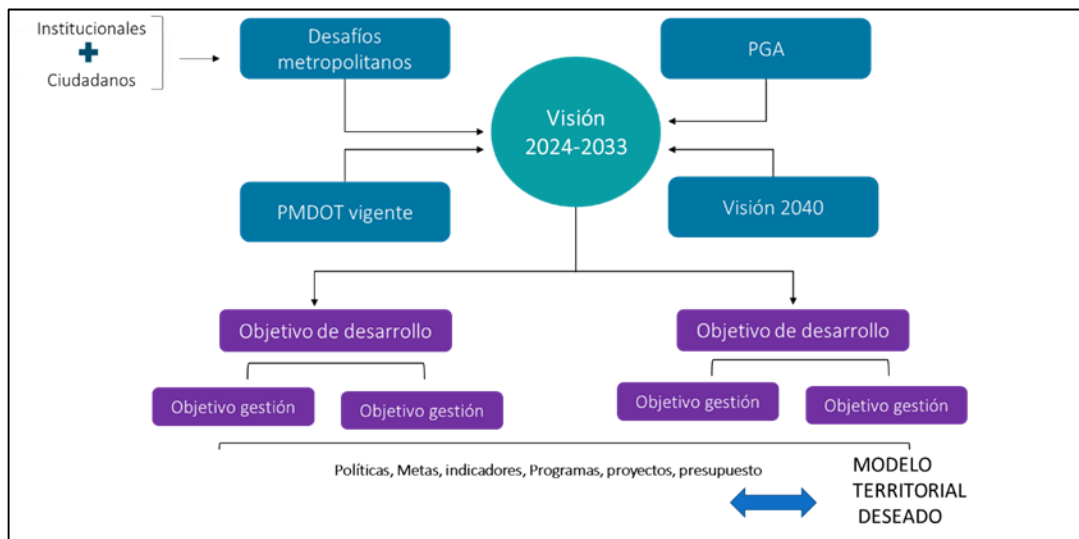 Institucionales
Ciudadanos
Desafíos
metropolitanos
PGA
Visión
2024-2033
PMDOT vigente
Visión 2040
Objetivo de desarrollo
Objetivo de desarrollo
Objetivo gestión
Objetivo gestión
Objetivo gestión
Objetivo gestión
Políticas, Metas, indicadores, Programas, proyectos, presupuesto
MODELO
TERRITORIAL
DESEADO